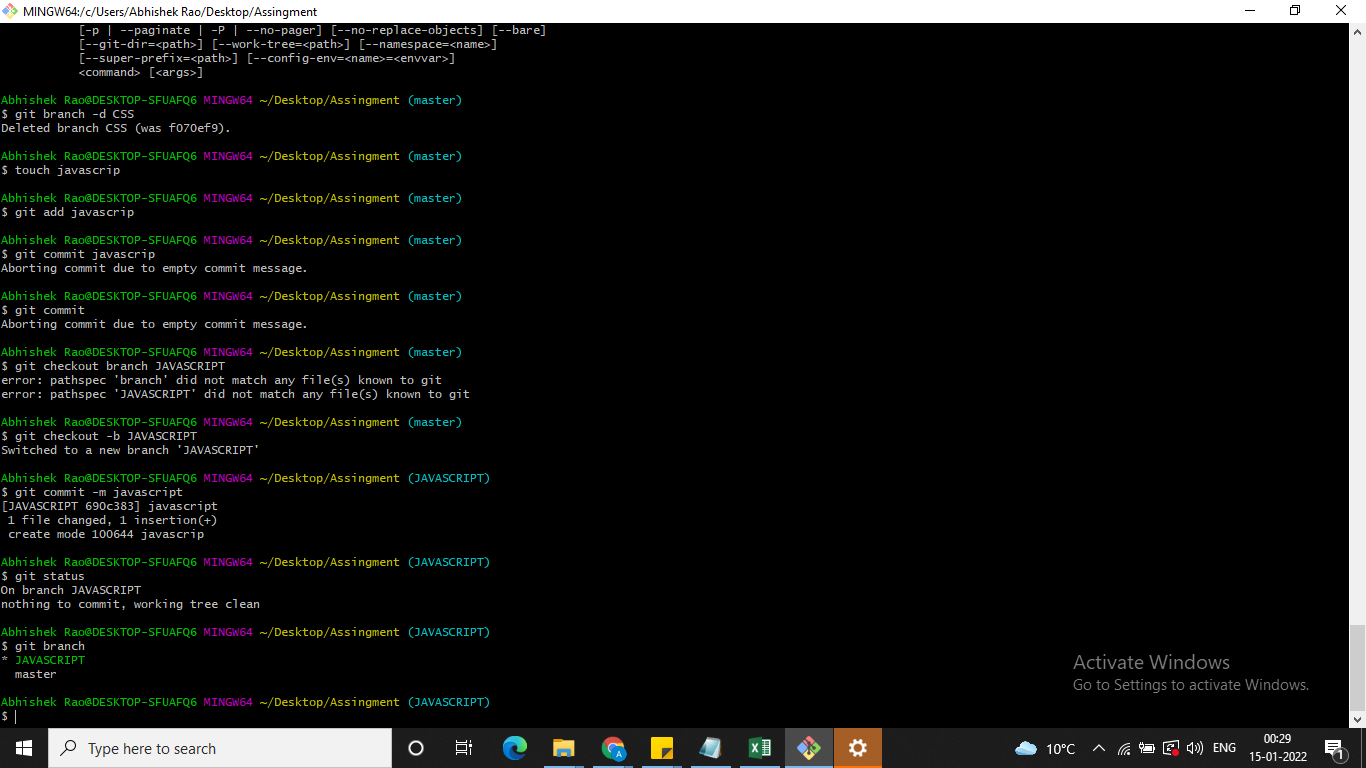 MINGW64:/c/Users/Abhishek Rao/Desktop/Assingment
[-p | --paginate | -P | --no-pager] [--no-replace-objects] [--bare]
[--git-dir=<path>] [--work-tree=<path>] [--namespace=<name>]
[--super-prefix=<path>] [--config-env=<name>=<envvar>]
<command> [<args>]
Abhishek Rao@DESKTOP-SFUAFQ6 MINGW64 ~/Desktop/Assingment (master)
$ git branch -d CSS
Deleted branch CSS (was f070ef9).
Abhishek Rao@DESKTOP-SFUAFQ6 MINGW64 ~/Desktop/Assingment (master)
$ touch javascrip
Abhishek Rao@DESKTOP-SFUAFQ6 MINGW64 ~/Desktop/Assingment (master)
$ git add javascrip
Abhishek Rao@DESKTOP-SFUAFQ6 MINGW64 ~/Desktop/Assingment (master)
$ git commit javascrip
Aborting commit due to empty commit message.
Abhishek Rao@DESKTOP-SFUAFQ6 MINGW64 ~/Desktop/Assingment (master)
$ git commit
Aborting commit due to empty commit message.
Abhishek Rao@DESKTOP-SFUAFQ6 MINGW64 ~/Desktop/Assingment (master)
$ git checkout branch JAVASCRIPT
error: pathspec 'branch' did not match any file(s) known to git
error: pathspec 'JAVASCRIPT' did not match any file(s) known to git
Abhishek Rao@DESKTOP-SFUAFQ6 MINGW64 ~/Desktop/Assingment (master)
$ git checkout -b JAVASCRIPT
Switched to a new branch 'JAVASCRIPT'
Abhishek Rao@DESKTOP-SFUAFQ6 MINGW64 ~/Desktop/Assingment (JAVASCRIPT)
$ git commit -m javascript
[JAVASCRIPT 690c383] javascript
1 file changed, 1 insertion(+)
create mode 100644 javascrip
Abhishek Rao@DESKTOP-SFUAFQ6 MINGW64 ~/Desktop/Assingment (JAVASCRIPT)
$ git status
On branch JAVASCRIPT
nothing to commit, working tree clean
Abhishek Rao@DESKTOP-SFUAFQ6 MINGW64 ~/Desktop/Assingment (JAVASCRIPT)
$ git branch
* JAVASCRIPT
master
Abhishek Rao@DESKTOP-SFUAFQ6 MINGW64 ~/Desktop/Assingment (JAVASCRIPT)
$
Activate Windows
Go to Settings to activate Windows.
Type here to search
A
10°C
ENG
00:29
15-01-2022
1